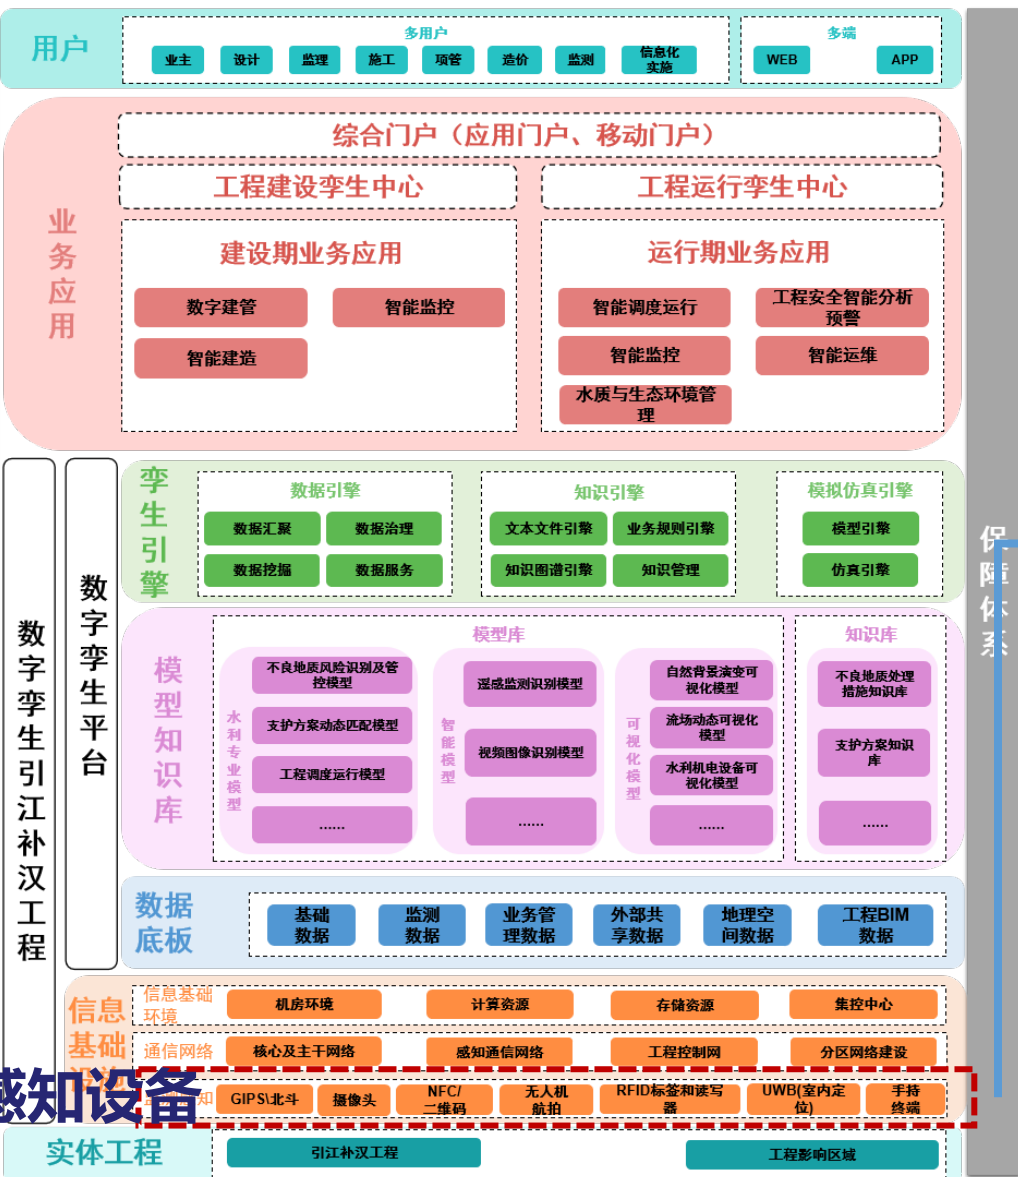 用户
多用户
业主
设计
监理
施工
项管
造价
监测
信息化
实施
多端
WEB
APP
业务应用
综合门户（应用门户、移动门户）
工程建设孪生中心
工程运行孪生中心
建设期业务应用
数字建管
智能监控
智能建造
运行期业务应用
智能调度运行
工程安全智能分析
预警
智能监控
智能运维
水质与生态环境管
理
数字孪生引江补汉工程
数字孪生平台
保障体系
孪生引擎
数据引擎
数据汇聚
数据治理
数据挖掘
数据服务
知识引擎
文本文件引擎
业务规则引擎
知识图谱引擎
知识管理
模拟仿真引擎
模型引擎
仿真引擎
模型知识库
模型库
水利专业模型
不良地质风险识别及管
控模型
支护方案动态匹配模型
工程调度运行模型
......
智能模型
遥感监测识别模型
视频图像识别模型
......
可视化模型
自然背景演变可
视化模型
流场动态可视化
模型
水利机电设备可
视化模型
......
知识库
不良地质处理
措施知识库
支护方案知识
库
......
数据
底板
基础
数据
监测
数据
业务管
理数据
外部共
享数据
地理空
间数据
工程BIM
数据
信息
基础
信息基础
环境
机房环境
计算资源
存储资源
集控中心
通信网络
核心及主干网络
感知通信网络
工程控制网
分区网络建设
感知设备
GIPS\北斗
摄像头
NFC/
二维码
无人机
航拍
RFID标签和读写
器
UWB(室内定
位)
手持
终端
实体工程
引江补汉工程
工程影响区域